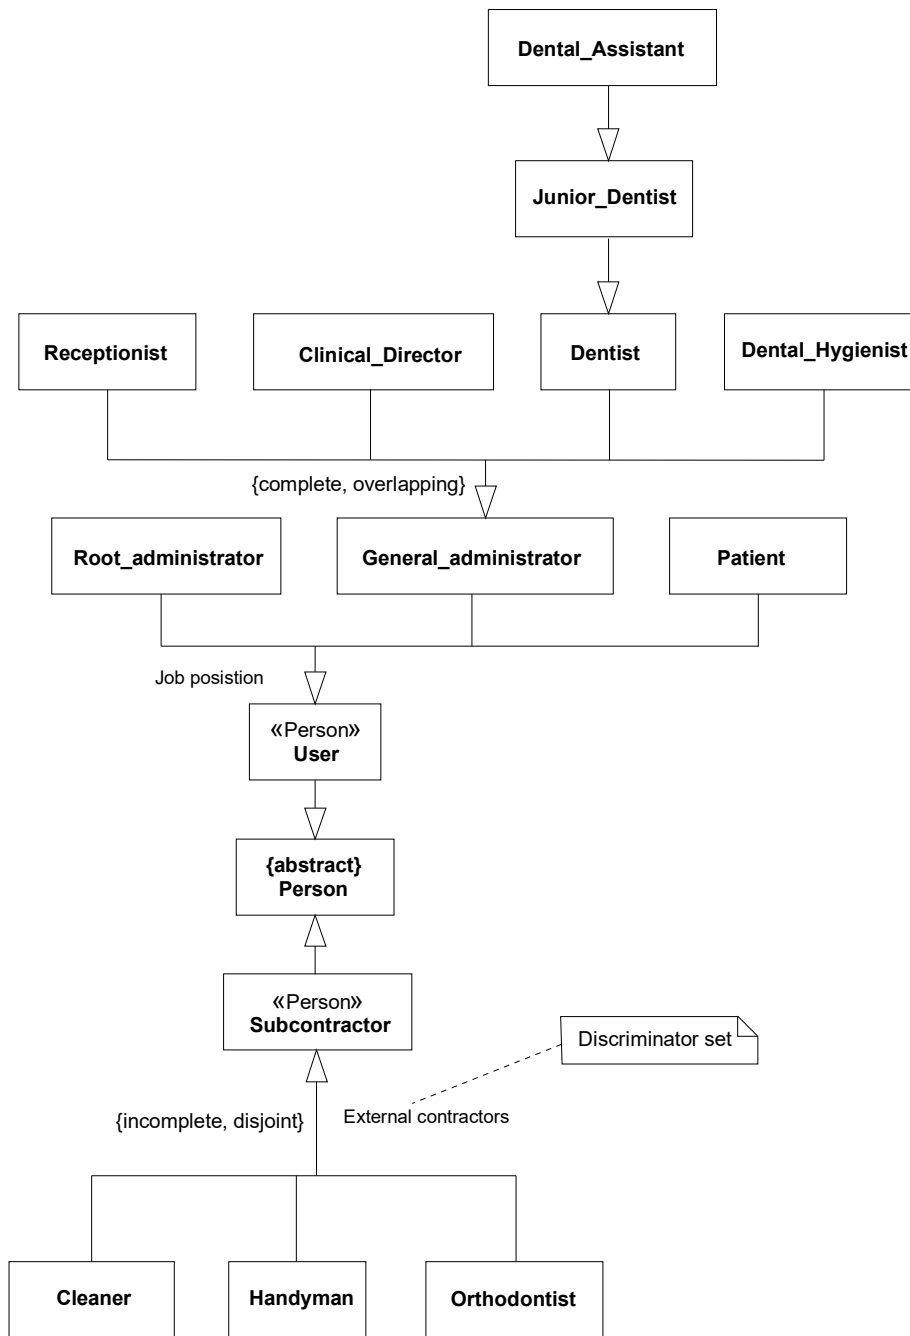 Dental_Assistant
Junior_Dentist
Receptionist
Clinical_Director
Dentist
Dental_Hygienist
{complete, overlapping}
Root_administrator
General_administrator
Patient
Job posistion
«Person»
User
{abstract}
Person
«Person»
Subcontractor
Discriminator set
{incomplete, disjoint}
External contractors
Cleaner
Handyman
Orthodontist